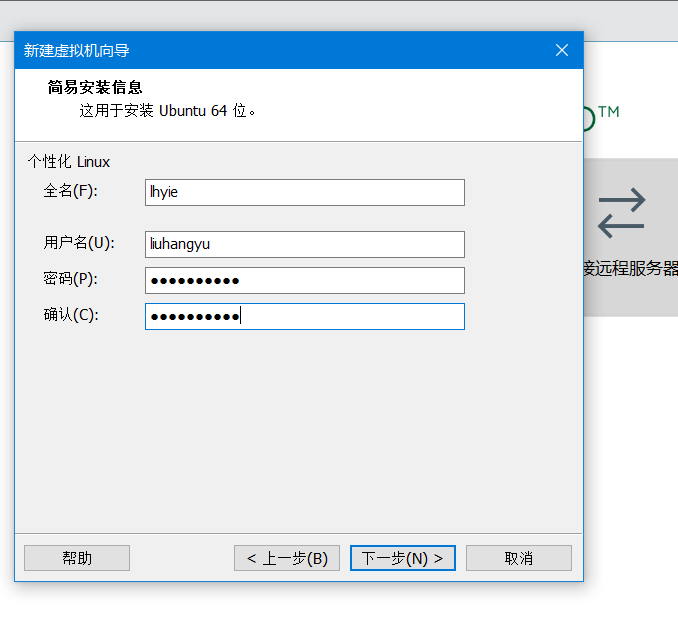 新建虚拟机向导
简易安装信息
这用于安装 Ubuntu 64 位。
TM
个性化 Linux
全名(F):
lhyie
用户名(U):
liuhangyu
密码(P):
●●●●●●●●●●
确认(C):
●●●●●●●●●●
接远程服务器
帮助
< 上一步(B)
下一步(N) >
取消